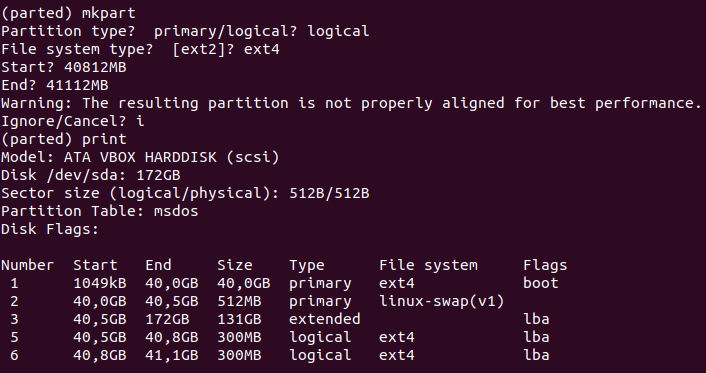 (parted) mkpart
Partition type?  primary/logical? logical
File system type?  [ext2]? ext4
Start? 40812MB
End? 41112MB
Warning: The resulting partition is not properly aligned for best performance.
Ignore/Cancel? i
(parted) print
Model: ATA VBOX HARDDISK (scsi)
Disk /dev/sda: 172GB
Sector size (logical/physical): 512B/512B
Partition Table: msdos
Disk Flags:
Number  Start   End     Size    Type      File system     Flags
 1      1049kB  40,0GB  40,0GB  primary   ext4            boot
 2      40,0GB  40,5GB  512MB   primary   linux-swap(v1)
 3      40,5GB  172GB   131GB   extended                  lba
 5      40,5GB  40,8GB  300MB   logical   ext4            lba
 6      40,8GB  41,1GB  300MB   logical   ext4            lba